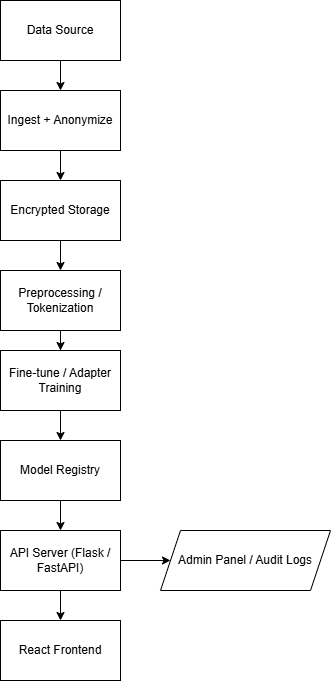 Data Source
Ingest + Anonymize
Encrypted Storage
Preprocessing /
Tokenization
Fine-tune / Adapter
Training
Model Registry
API Server (Flask /
FastAPI)
Admin Panel / Audit Logs
React Frontend